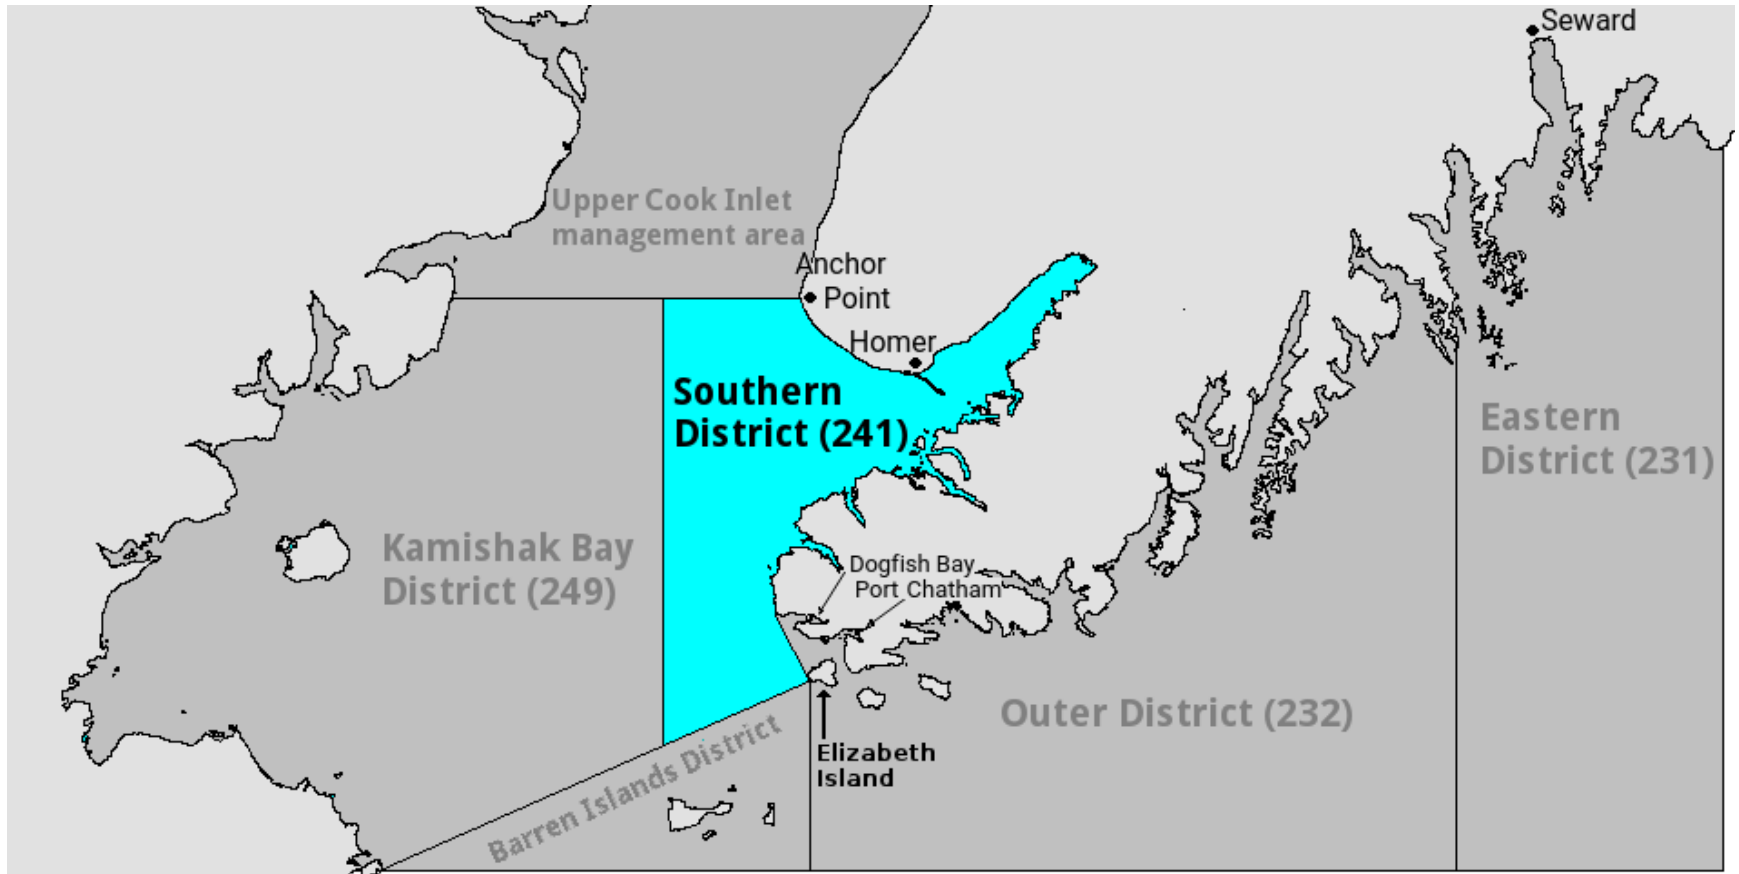 Seward
Upper Cook Inlet
management area
Anchor
Point
Homer
Southern
District (241)
Eastern
District (231)
Kamishak Bay
District (249)
Dogfish Bay
Port Chatham
Outer District (232)
Barren Islands District
Elizabeth
Island